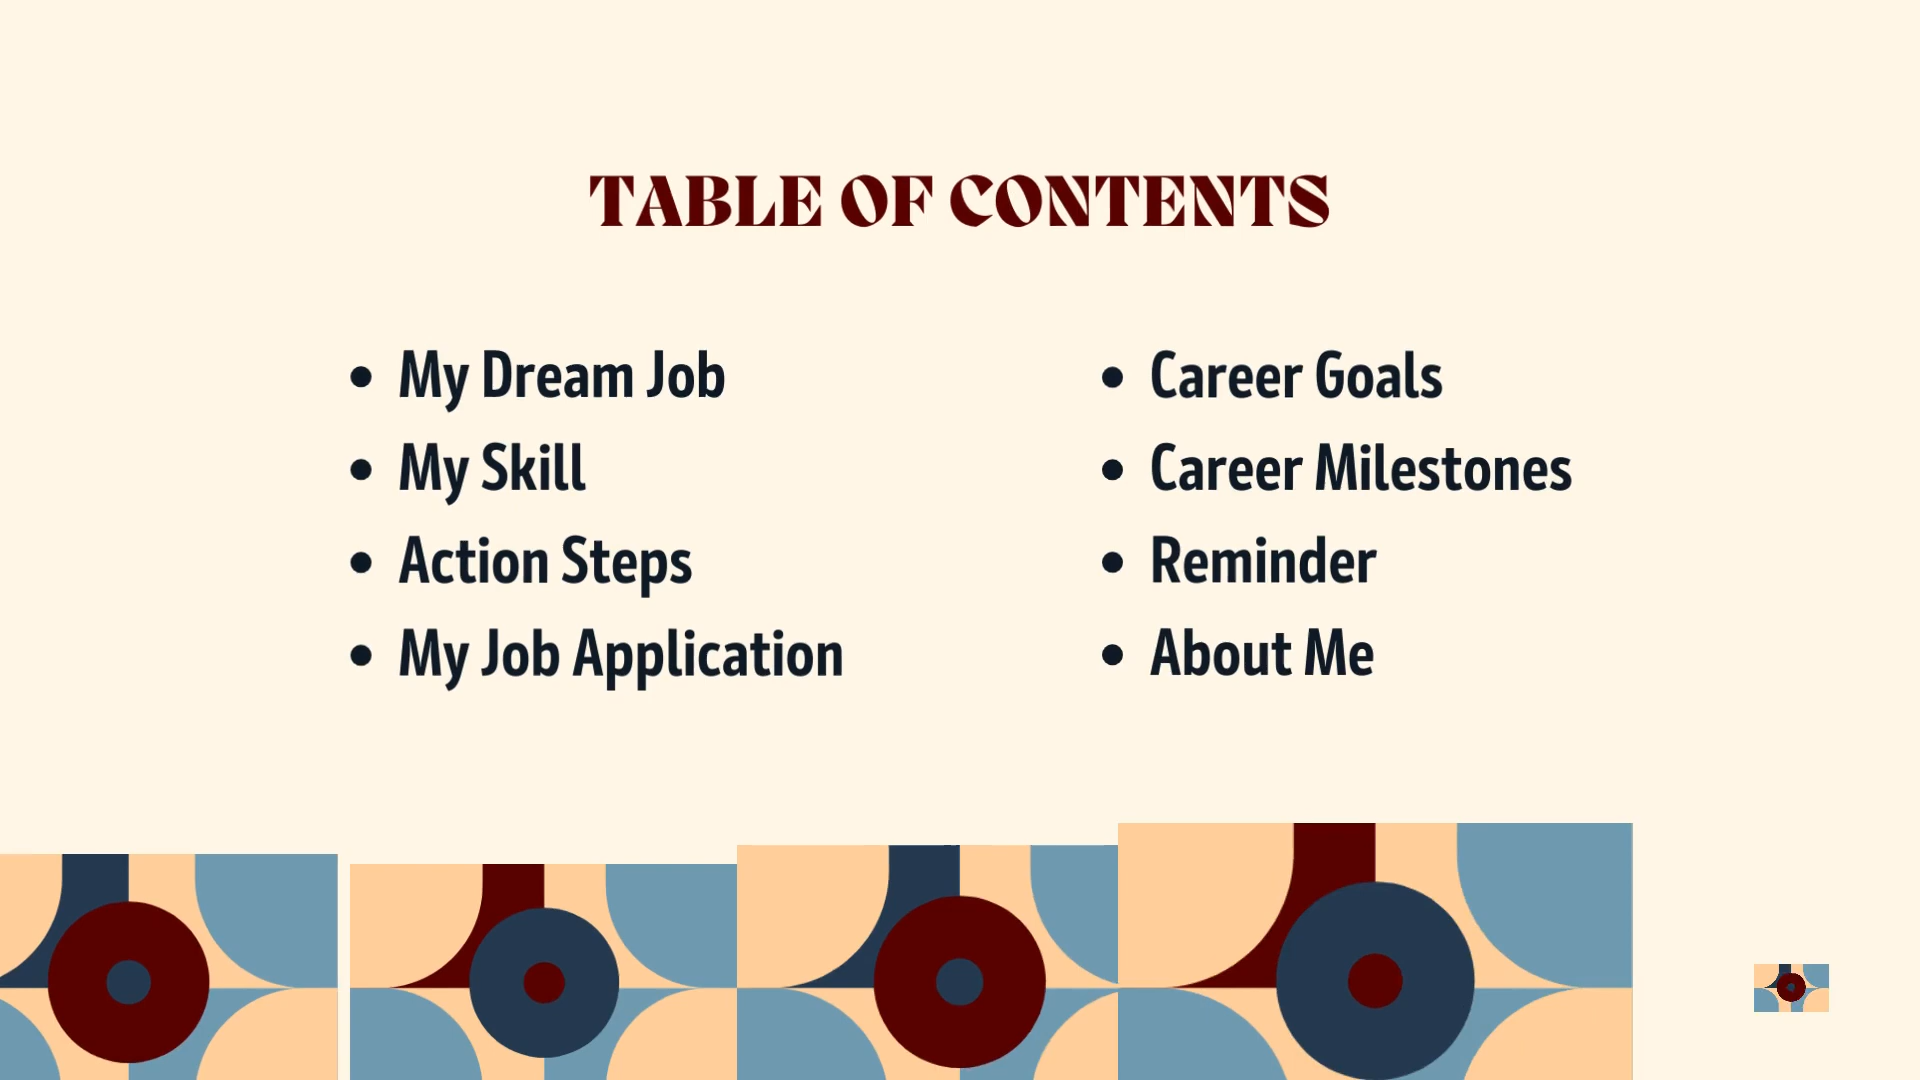 TABLE OF CONTENTS
• My Dream Job
• My Skill
• Action Steps
• My Job Application
• Career Goals
• Career Milestones
• Reminder
• About Me